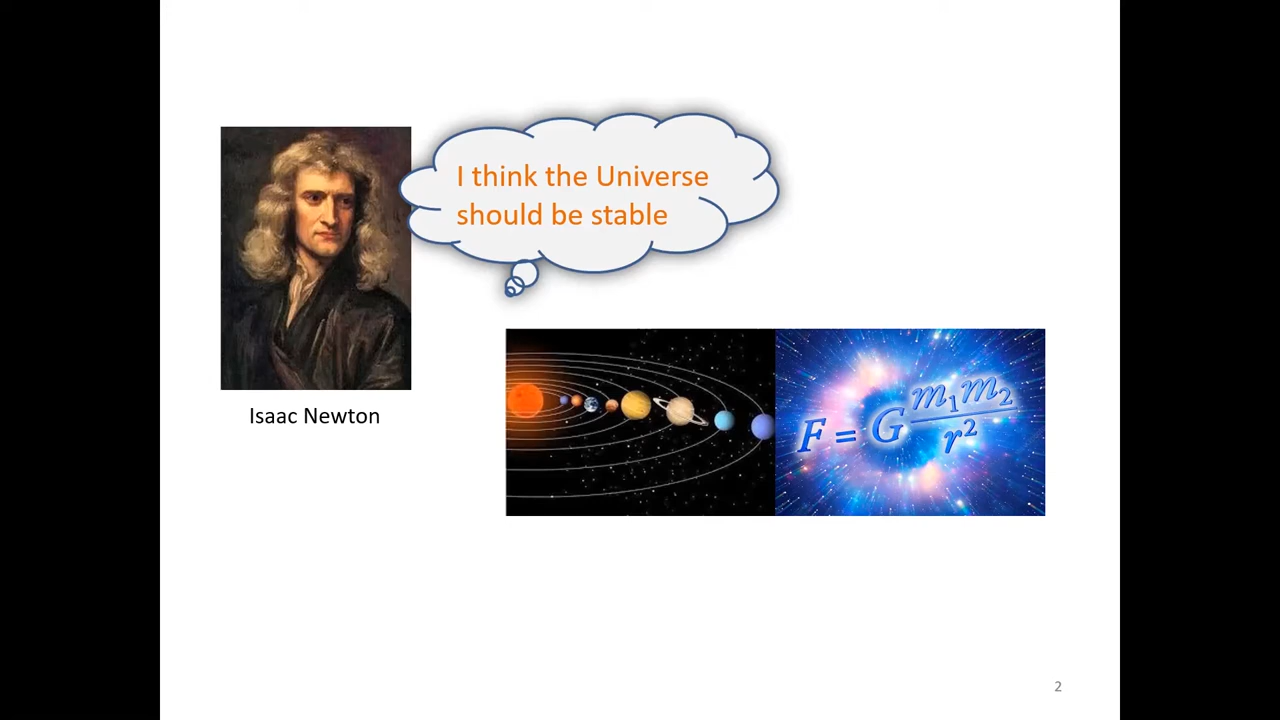 I think the Universe
should be stable
Isaac Newton
F = G m₁m₂ / r²
2